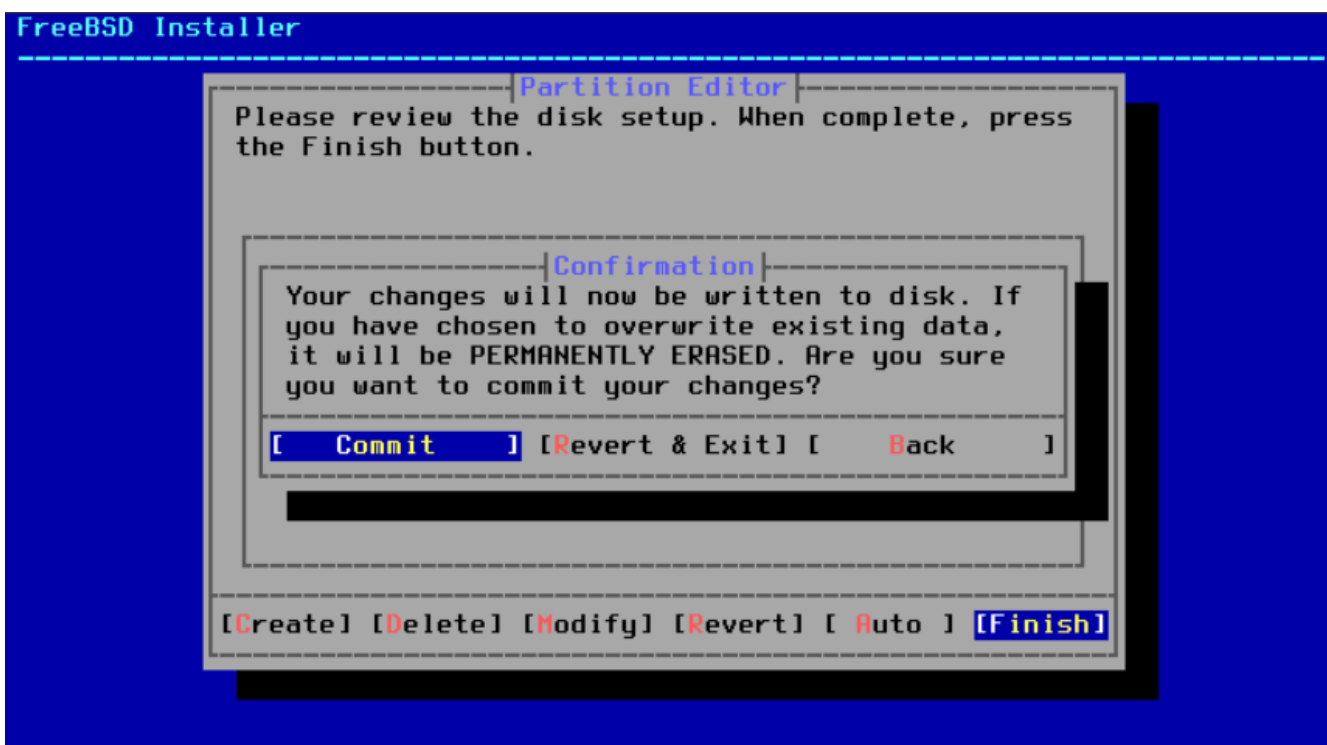 FreeBSD Installer
Partition Editor
Please review the disk setup. When complete, press
the Finish button.
Confirmation
Your changes will now be written to disk. If
you have chosen to overwrite existing data,
it will be PERMANENTLY ERASED. Are you sure
you want to commit your changes?
[ Commit ] [Revert & Exit] [ Back ]
[Create] [Delete] [Modify] [Revert] [ Auto ] [Finish]